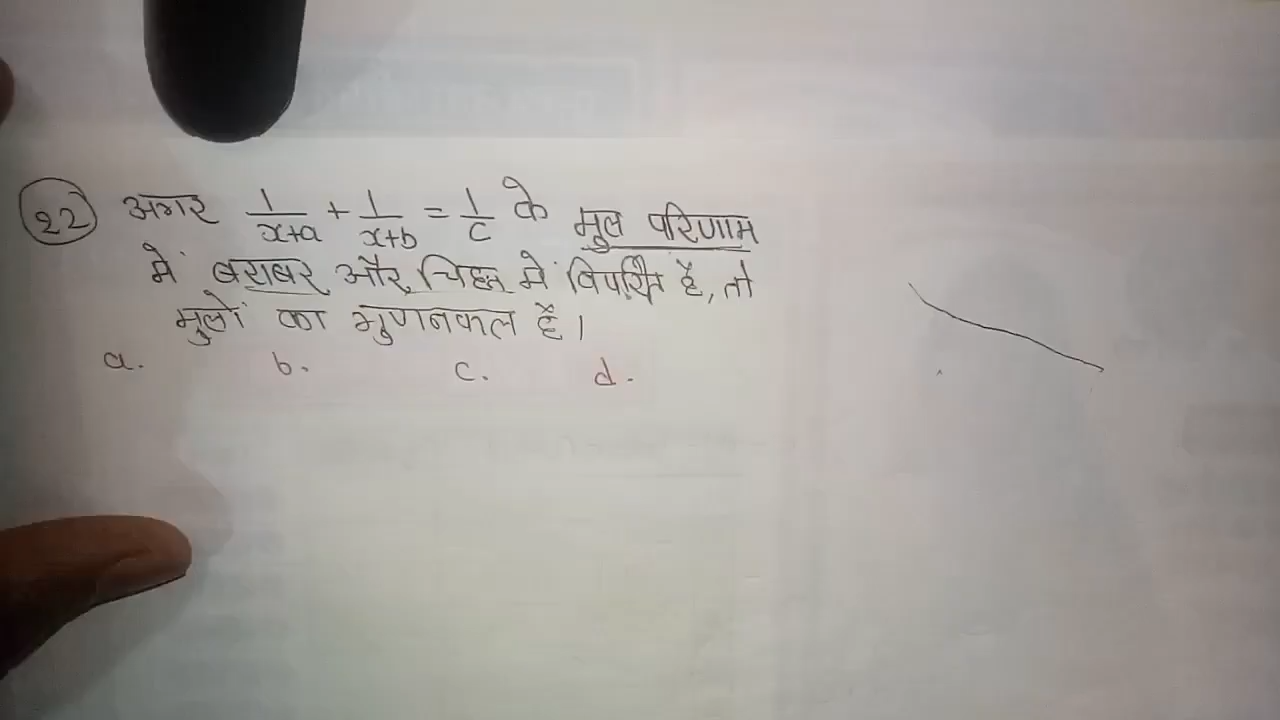 22 अगर 1/x+a + 1/x+b = 1/c के मुल परिणाम
में बराबर और चिह्न में विपरित है, तो
मुलों का गुणनफल है।
a. b. c. d.